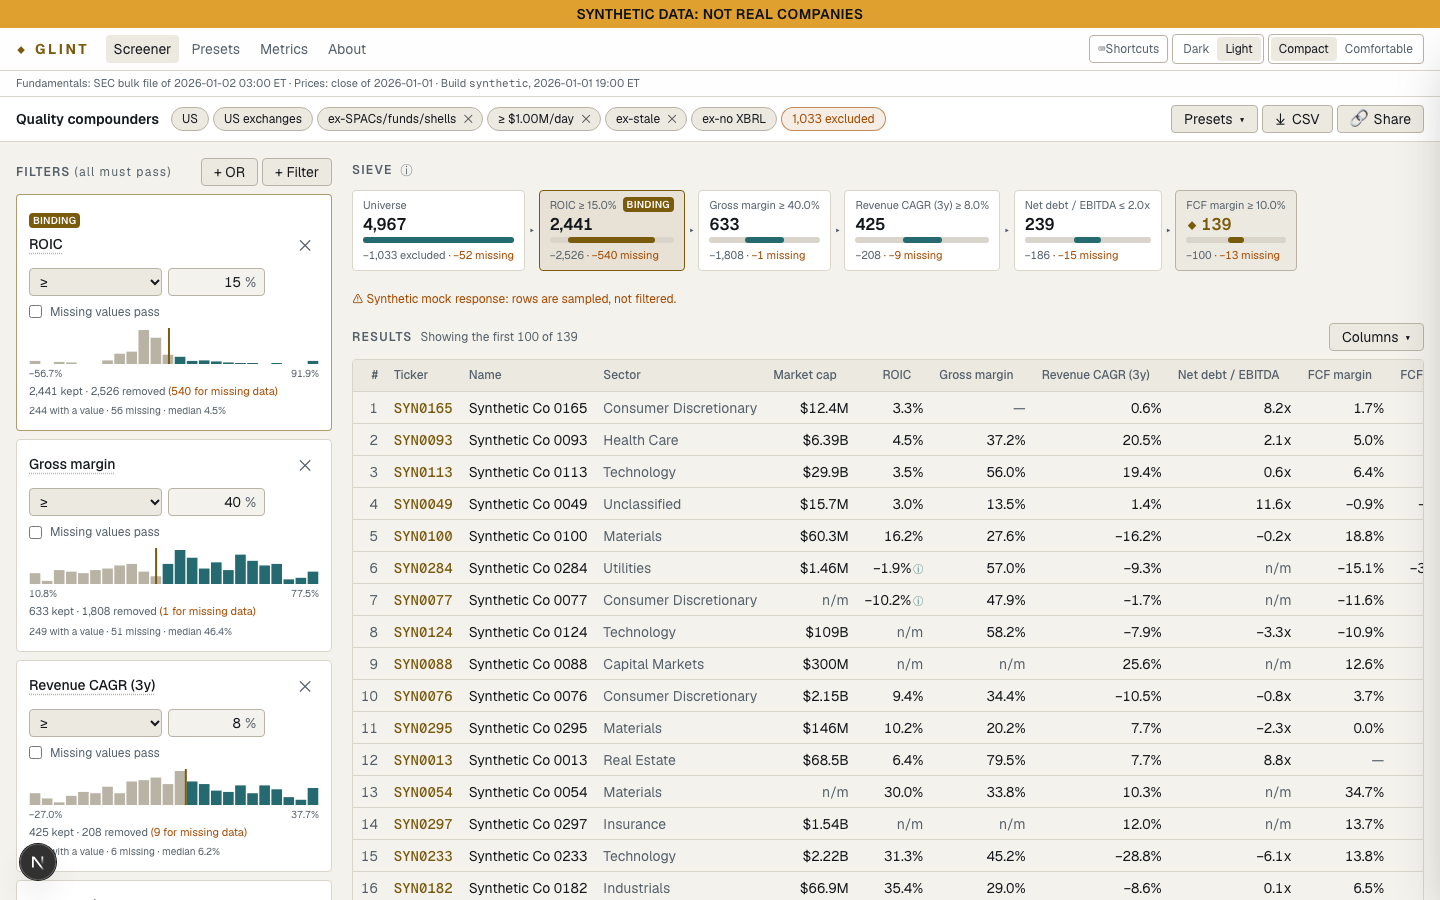 SYNTHETIC DATA: NOT REAL COMPANIES
GLINT Screener Presets Metrics About Shortcuts Dark Light Compact Comfortable
Fundamentals: SEC bulk file of 2026-01-02 03:00 ET · Prices: close of 2026-01-01 · Build synthetic, 2026-01-01 19:00 ET
Quality compounders US US exchanges ex-SPACs/funds/shells ≥ $1.00M/day ex-stale ex-no XBRL 1,033 excluded Presets CSV Share
FILTERS (all must pass) + OR + Filter
BINDING
ROIC
≥ 15 %
Missing values pass
−56.7% 91.9%
2,441 kept · 2,526 removed (540 for missing data)
244 with a value · 56 missing · median 4.5%
Gross margin
≥ 40 %
Missing values pass
10.8% 77.5%
633 kept · 1,808 removed (1 for missing data)
249 with a value · 51 missing · median 46.4%
Revenue CAGR (3y)
≥ 8 %
Missing values pass
−27.0% 37.7%
425 kept · 208 removed (9 for missing data)
with a value · 6 missing · median 6.2%
N
SIEVE
Universe
4,967
−1,033 excluded · −52 missing
ROIC ≥ 15.0% BINDING
2,441
−2,526 · −540 missing
Gross margin ≥ 40.0%
633
−1,808 · −1 missing
Revenue CAGR (3y) ≥ 8.0%
425
−208 · −9 missing
Net debt / EBITDA ≤ 2.0x
239
−186 · −15 missing
FCF margin ≥ 10.0%
139
−100 · −13 missing
Synthetic mock response: rows are sampled, not filtered.
RESULTS Showing the first 100 of 139 Columns
# Ticker Name Sector Market cap ROIC Gross margin Revenue CAGR (3y) Net debt / EBITDA FCF margin FCF
1 SYN0165 Synthetic Co 0165 Consumer Discretionary $12.4M 3.3% — 0.6% 8.2x 1.7%
2 SYN0093 Synthetic Co 0093 Health Care $6.39B 4.5% 37.2% 20.5% 2.1x 5.0%
3 SYN0113 Synthetic Co 0113 Technology $29.9B 3.5% 56.0% 19.4% 0.6x 6.4%
4 SYN0049 Synthetic Co 0049 Unclassified $15.7M 3.0% 13.5% 1.4% 11.6x −0.9%
5 SYN0100 Synthetic Co 0100 Materials $60.3M 16.2% 27.6% −16.2% −0.2x 18.8%
6 SYN0284 Synthetic Co 0284 Utilities $1.46M −1.9% 57.0% −9.3% n/m −15.1% −3
7 SYN0077 Synthetic Co 0077 Consumer Discretionary n/m −10.2% 47.9% −1.7% n/m −11.6%
8 SYN0124 Synthetic Co 0124 Technology $109B n/m 58.2% −7.9% −3.3x −10.9%
9 SYN0088 Synthetic Co 0088 Capital Markets $300M n/m n/m 25.6% n/m 12.6%
10 SYN0076 Synthetic Co 0076 Consumer Discretionary $2.15B 9.4% 34.4% −10.5% −0.8x 3.7%
11 SYN0295 Synthetic Co 0295 Materials $146M 10.2% 20.2% 7.7% −2.3x 0.0%
12 SYN0013 Synthetic Co 0013 Real Estate $68.5B 6.4% 79.5% 7.7% 8.8x —
13 SYN0054 Synthetic Co 0054 Materials n/m 30.0% 33.8% 10.3% n/m 34.7%
14 SYN0297 Synthetic Co 0297 Insurance $1.54B n/m n/m 12.0% n/m 13.7%
15 SYN0233 Synthetic Co 0233 Technology $2.22B 31.3% 45.2% −28.8% −6.1x 13.8%
16 SYN0182 Synthetic Co 0182 Industrials $66.9M 35.4% 29.0% −8.6% 0.1x 6.5%